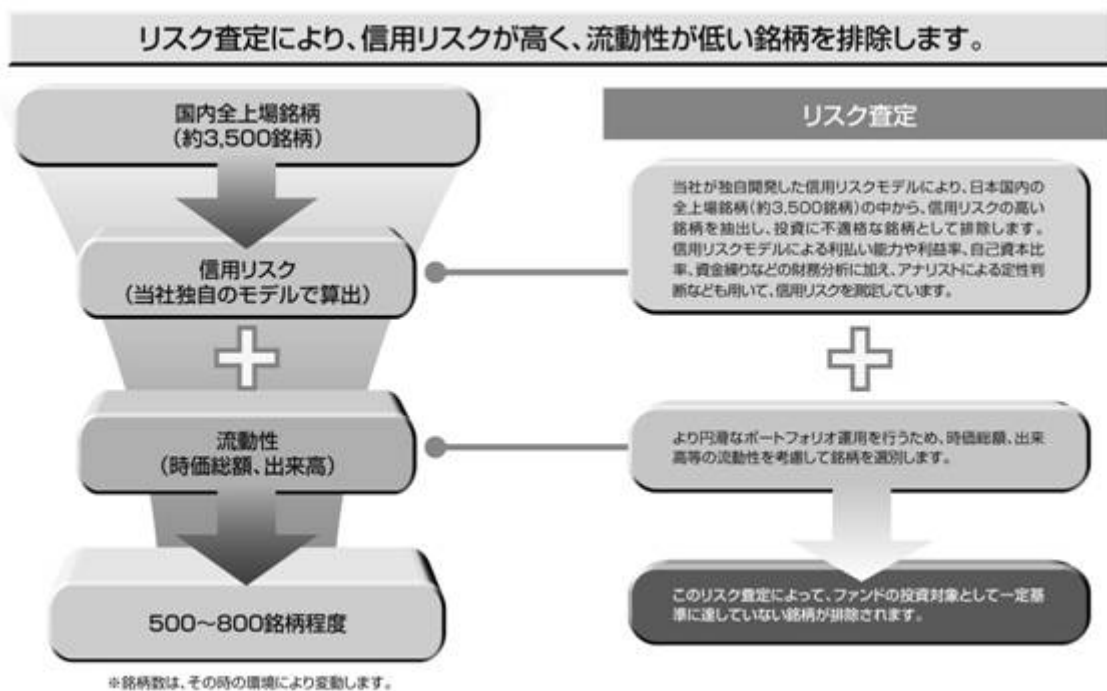 リスク査定により、信用リスクが高く、流動性が低い銘柄を排除します。
国内全上場銘柄
(約3,500銘柄)
信用リスク
(当社独自のモデルで算出)
流動性
(時価総額、出来高)
500〜800銘柄程度
※銘柄数は、その時の環境により変動します。
リスク査定
当社が独自開発した信用リスクモデルにより、日本国内の
全上場銘柄(約3,500銘柄)の中から、信用リスクの高い
銘柄を抽出し、投資に不適格な銘柄として排除します。
信用リスクモデルによる利払い能力や利益率、自己資本比
率、資金繰りなどの財務分析に加え、アナリストによる定性判
断なども用いて、信用リスクを測定しています。
より円滑なポートフォリオ運用を行うため、時価総額、出来
高等の流動性を考慮して銘柄を選別します。
このリスク査定によって、ファンドの投資対象として一定基
準に達していない銘柄が排除されます。